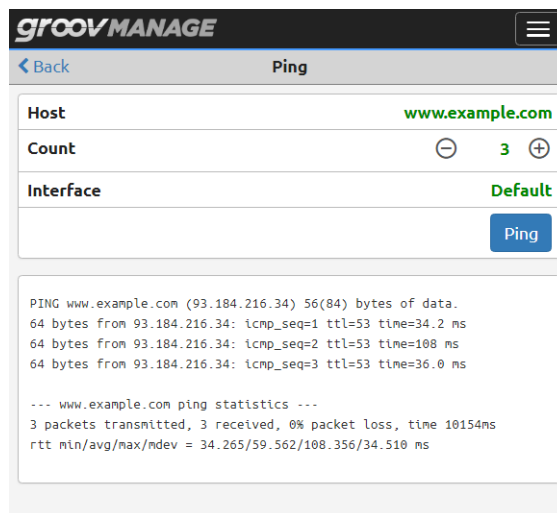 groov MANAGE
Back Ping
Host www.example.com
Count 3
Interface Default
Ping
PING www.example.com (93.184.216.34) 56(84) bytes of data.
64 bytes from 93.184.216.34: icmp_seq=1 ttl=53 time=34.2 ms
64 bytes from 93.184.216.34: icmp_seq=2 ttl=53 time=108 ms
64 bytes from 93.184.216.34: icmp_seq=3 ttl=53 time=36.0 ms
--- www.example.com ping statistics ---
3 packets transmitted, 3 received, 0% packet loss, time 10154ms
rtt min/avg/max/mdev = 34.265/59.562/108.356/34.510 ms